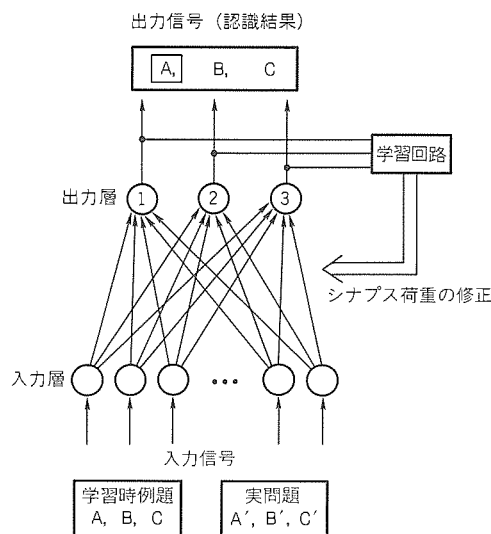 出力信号（認識結果）
A, B, C
学習回路
出力層 1 2 3
シナプス荷重の修正
入力層 ...
入力信号
学習時例題
A, B, C
実問題
A′, B′, C′